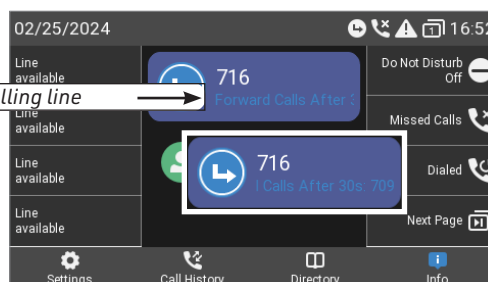 02/25/2024
1
16:52
Line
available
716
Forward Calls After 3
Do Not Disturb
Off
lling line
Line
available
Missed Calls
716
l Calls After 30s: 709
Line
available
Dialed
Line
available
Next Page
Settings
Call History
Directory
Info